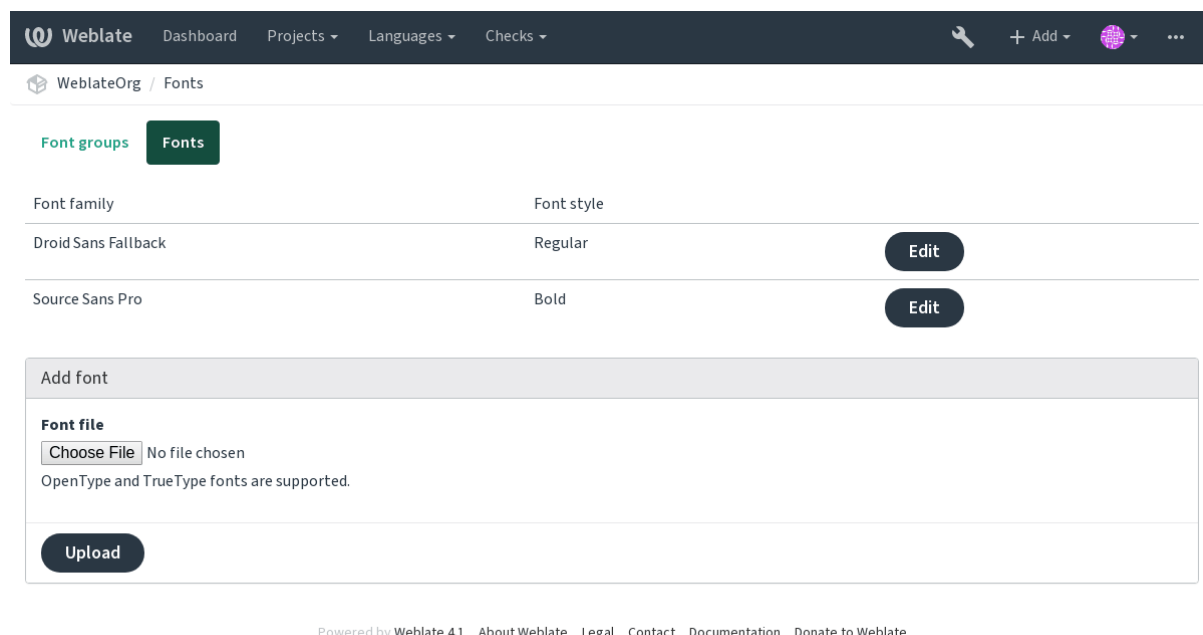 Weblate Dashboard Projects Languages Checks + Add ...
WeblateOrg / Fonts
Font groups Fonts
Font family Font style
Droid Sans Fallback Regular Edit
Source Sans Pro Bold Edit
Add font
Font file
Choose File No file chosen
OpenType and TrueType fonts are supported.
Upload
Powered by Weblate 4.1 About Weblate Legal Contact Documentation Donate to Weblate